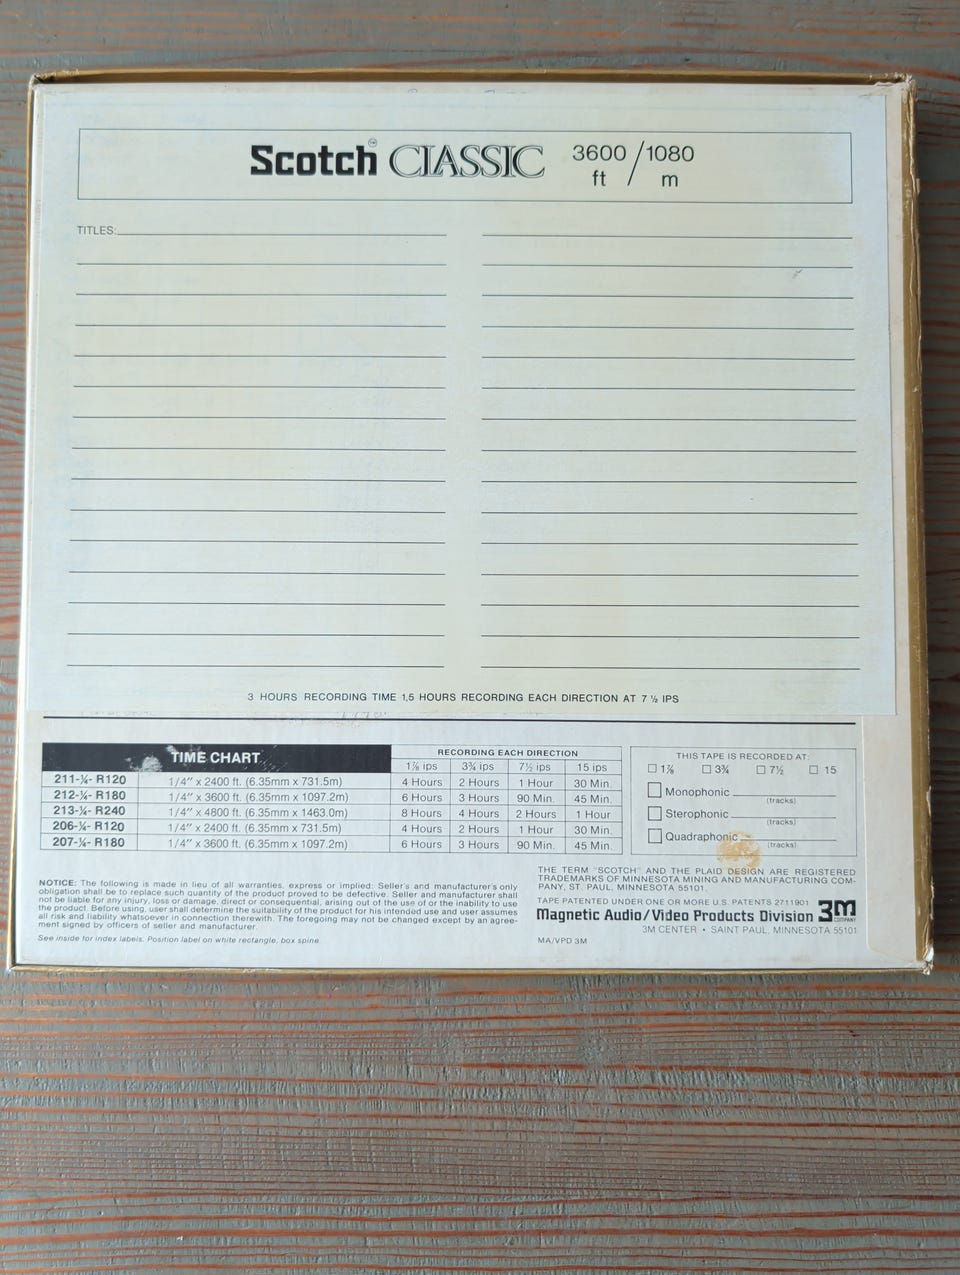 Scotch™ CLASSIC 3600 ft / 1080 m
TITLES:
3 HOURS RECORDING TIME 1,5 HOURS RECORDING EACH DIRECTION AT 7 ½ IPS
TIME CHART
RECORDING EACH DIRECTION
1⅞ ips 3¾ ips 7½ ips 15 ips
211-¼- R120 1/4" x 2400 ft. (6.35mm x 731.5m) 4 Hours 2 Hours 1 Hour 30 Min.
212-¼- R180 1/4" x 3600 ft. (6.35mm x 1097.2m) 6 Hours 3 Hours 90 Min. 45 Min.
213-¼- R240 1/4" x 4800 ft. (6.35mm x 1463.0m) 8 Hours 4 Hours 2 Hours 1 Hour
206-¼- R120 1/4" x 2400 ft. (6.35mm x 731.5m) 4 Hours 2 Hours 1 Hour 30 Min.
207-¼- R180 1/4" x 3600 ft. (6.35mm x 1097.2m) 6 Hours 3 Hours 90 Min. 45 Min.
THIS TAPE IS RECORDED AT:
1⅞ 3¾ 7½ 15
Monophonic
(tracks)
Sterophonic
(tracks)
Quadraphonic
(tracks)
NOTICE: The following is made in lieu of all warranties, express or implied: Seller's and manufacturer's only
obligation shall be to replace such quantity of the product proved to be defective. Seller and manufacturer shall
not be liable for any injury, loss or damage, direct or consequential, arising out of the use of or the inability to use
the product. Before using, user shall determine the suitability of the product for his intended use and user assumes
all risk and liability whatsoever in connection therewith. The foregoing may not be changed except by an agree-
ment signed by officers of seller and manufacturer.
See inside for index labels. Position label on white rectangle, box spine.
THE TERM "SCOTCH" AND THE PLAID DESIGN ARE REGISTERED
TRADEMARKS OF MINNESOTA MINING AND MANUFACTURING COM-
PANY, ST. PAUL, MINNESOTA 55101.
TAPE PATENTED UNDER ONE OR MORE U.S. PATENTS 2711901
Magnetic Audio/Video Products Division 3M COMPANY
3M CENTER • SAINT PAUL, MINNESOTA 55101
MA/VPD 3M